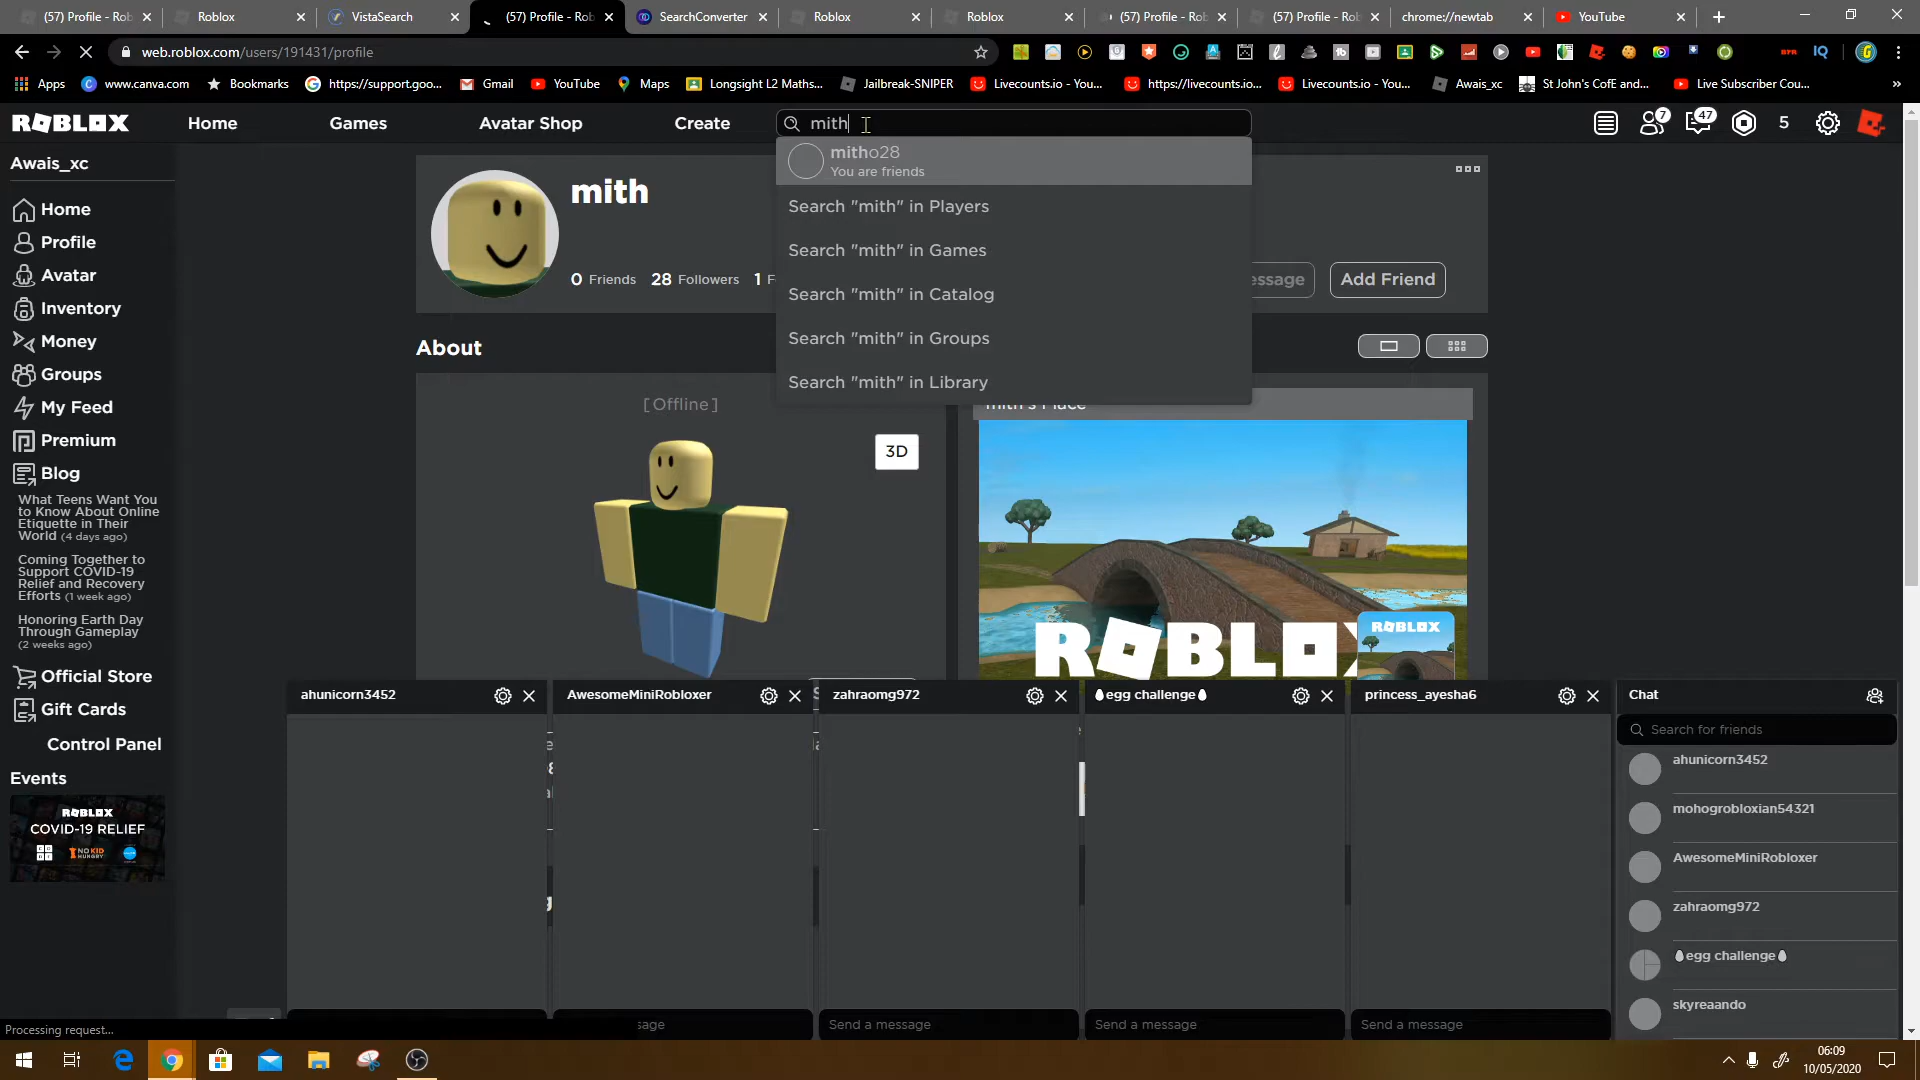 (57) Profile - Rob
Roblox
VistaSearch
(57) Profile - Rob
SearchConverter
Roblox
Roblox
(57) Profile - Rob
(57) Profile - Rob
chrome://newtab
YouTube
web.roblox.com/users/191431/profile
Apps
www.canva.com
Bookmarks
https://support.goo...
Gmail
YouTube
Maps
Longsight L2 Maths...
Jailbreak-SNIPER
Livecounts.io - You...
https://livecounts.io...
Livecounts.io - You...
Awais_xc
St John's CofE and...
Live Subscriber Cou...
ROBLOX
Home
Games
Avatar Shop
Create
mith
7
47
5
Awais_xc
Home
Profile
Avatar
Inventory
Money
Groups
My Feed
Premium
Blog
What Teens Want You
to Know About Online
Etiquette in Their
World (4 days ago)
Coming Together to
Support COVID-19
Relief and Recovery
Efforts (1 week ago)
Honoring Earth Day
Through Gameplay
(2 weeks ago)
Official Store
Gift Cards
Control Panel
Events
ROBLOX
COVID-19 RELIEF
NO KID
HUNGRY
mith
0 Friends 28 Followers 1 F
mitho28
You are friends
Search "mith" in Players
Search "mith" in Games
Search "mith" in Catalog
Search "mith" in Groups
Search "mith" in Library
essage
Add Friend
About
[ Offline ]
3D
mith's Place
ROBLOX
ROBLOX
ahunicorn3452
AwesomeMiniRobloxer
zahraomg972
egg challenge
princess_ayesha6
sage
Send a message
Send a message
Send a message
Chat
Search for friends
ahunicorn3452
mohogrobloxian54321
AwesomeMiniRobloxer
zahraomg972
egg challenge
skyreaando
Processing request...
06:09
10/05/2020